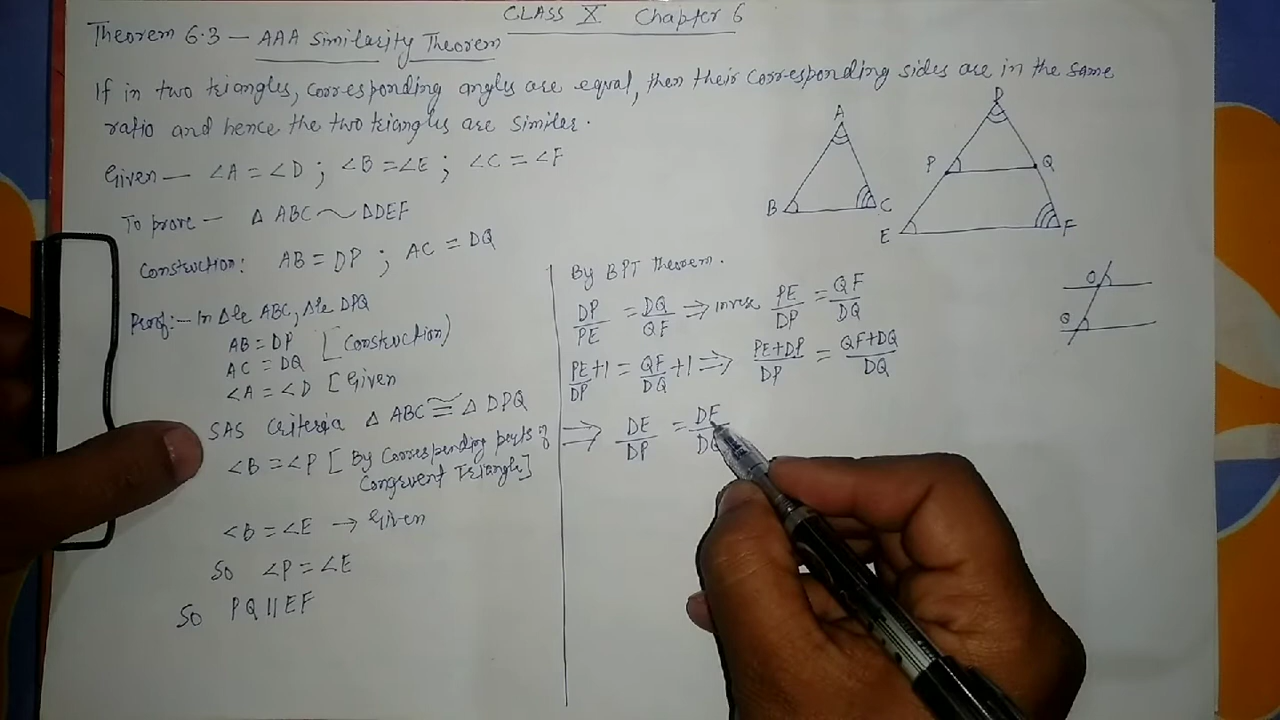 CLASS X Chapter 6
Theorem 6.3 — AAA Similarity Theorem
If in two triangles, corresponding angles are equal, then their corresponding sides are in the same
ratio and hence the two triangles are similar.
Given — ∠A = ∠D ; ∠B = ∠E ; ∠C = ∠F
To prove — Δ ABC ~ ΔDEF
Construction: AB = DP ; AC = DQ
Proof:- In Δle ABC, Δle DPQ
AB = DP [Construction)
AC = DQ
∠A = ∠D [Given
SAS Criteria Δ ABC ≅ Δ DPQ
∠B = ∠P [By Corresponding parts of
Congruent Triangle]
∠B = ∠E → Given
So ∠P = ∠E
So PQ || EF
By BPT theorem.
DP/PE = DQ/QF ⇒ inverse PE/DP = QF/DQ
PE/DP + 1 = QF/DQ + 1 ⇒ PE+DP/DP = QF+DQ/DQ
⇒ DE/DP = DF/DQ
A
B
C
D
P
Q
E
F
O